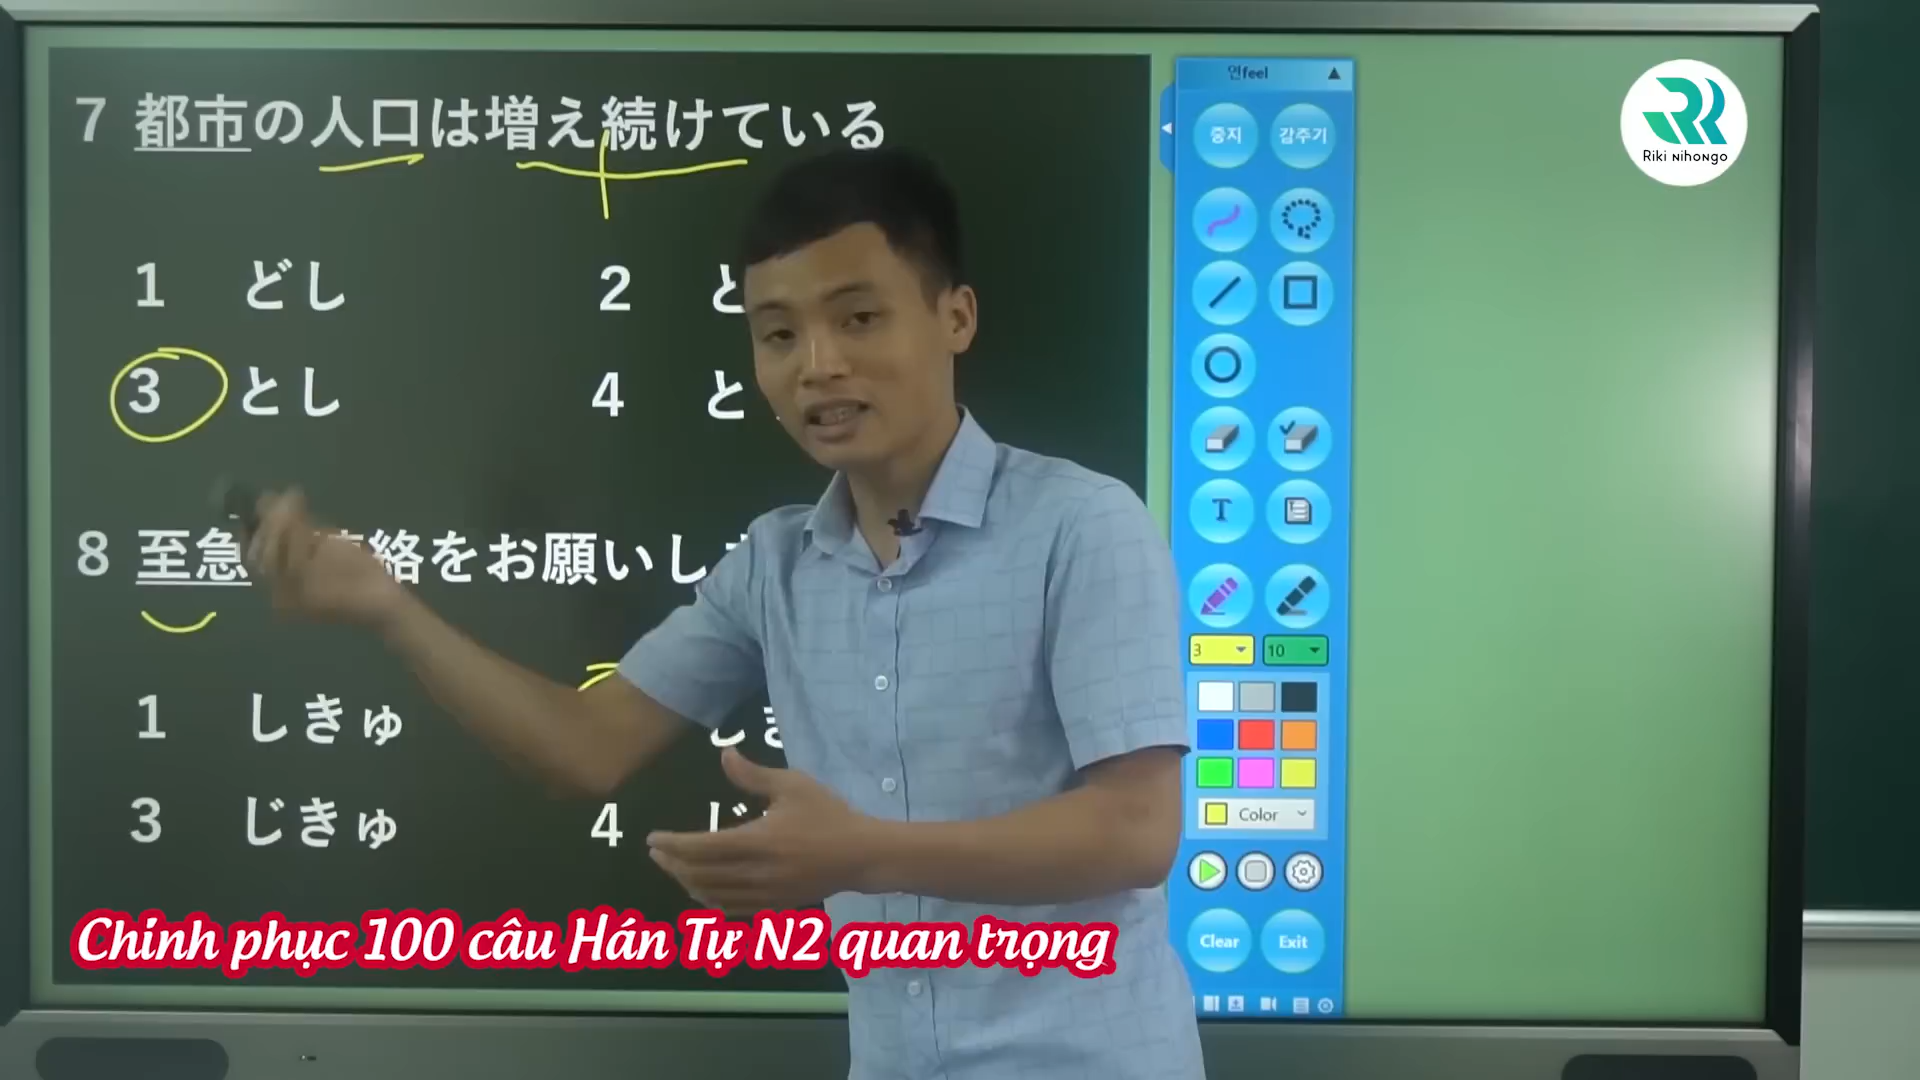 7 都市の人口は増え続けている
1 どし 2
3 とし 4 と
8 至急 絡をお願いし
1 しきゅ
3 じきゅ 4
Chinh phục 100 câu Hán Tự N2 quan trọng
연feel
중지 감추기
T
3 10
Color
Clear Exit
Riki Nihongo